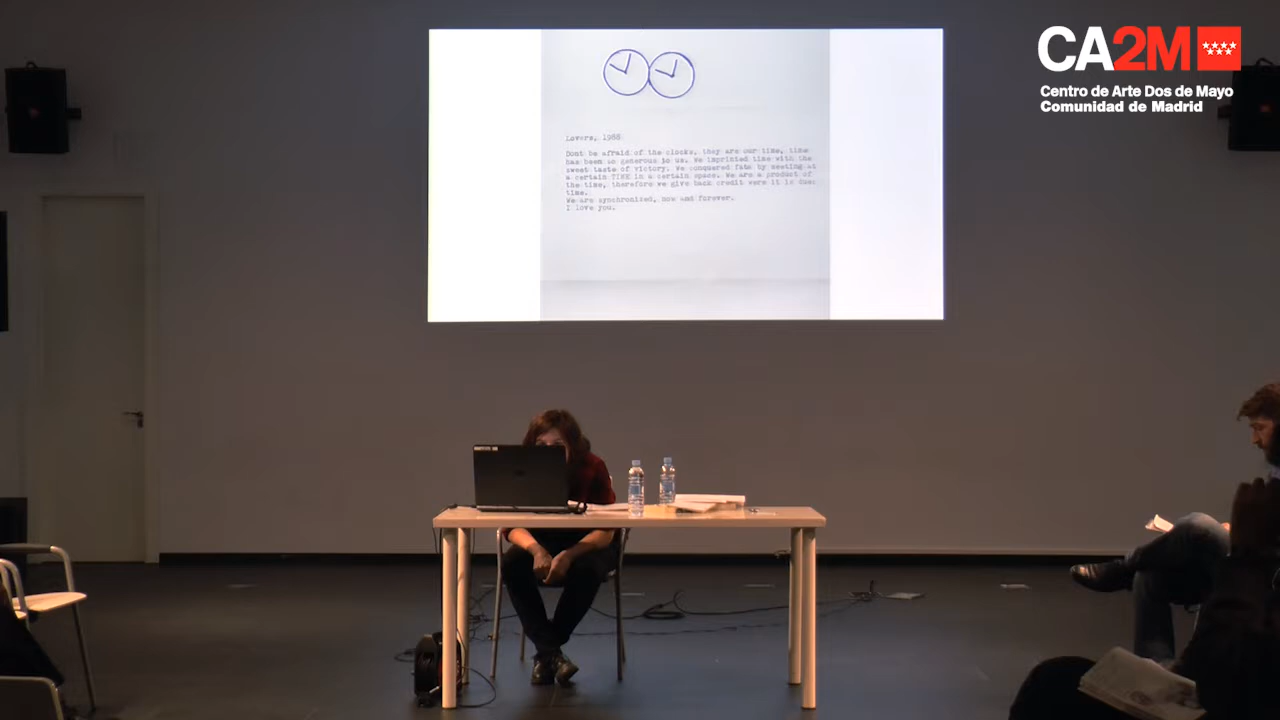 CA2M
Centro de Arte Dos de Mayo
Comunidad de Madrid
Lovers, 1988
Dont be afraid of the clocks, they are our time, time
has been so generous to us. We imprinted time with the
sweet taste of victory. We conquered fate by meeting at
a certain TIME in a certain space. We are a product of
the time, therefore we give back credit were it is due:
time.
We are synchronized, now and forever.
I love you.